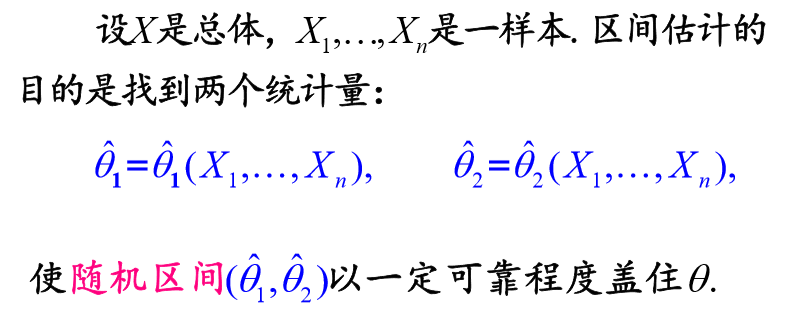 设X是总体，X₁,…,Xₙ是一样本. 区间估计的
目的是找到两个统计量：
θ̂₁=θ̂₁(X₁,…,Xₙ), θ̂₂=θ̂₂(X₁,…,Xₙ),
使随机区间(θ̂₁,θ̂₂)以一定可靠程度盖住θ.